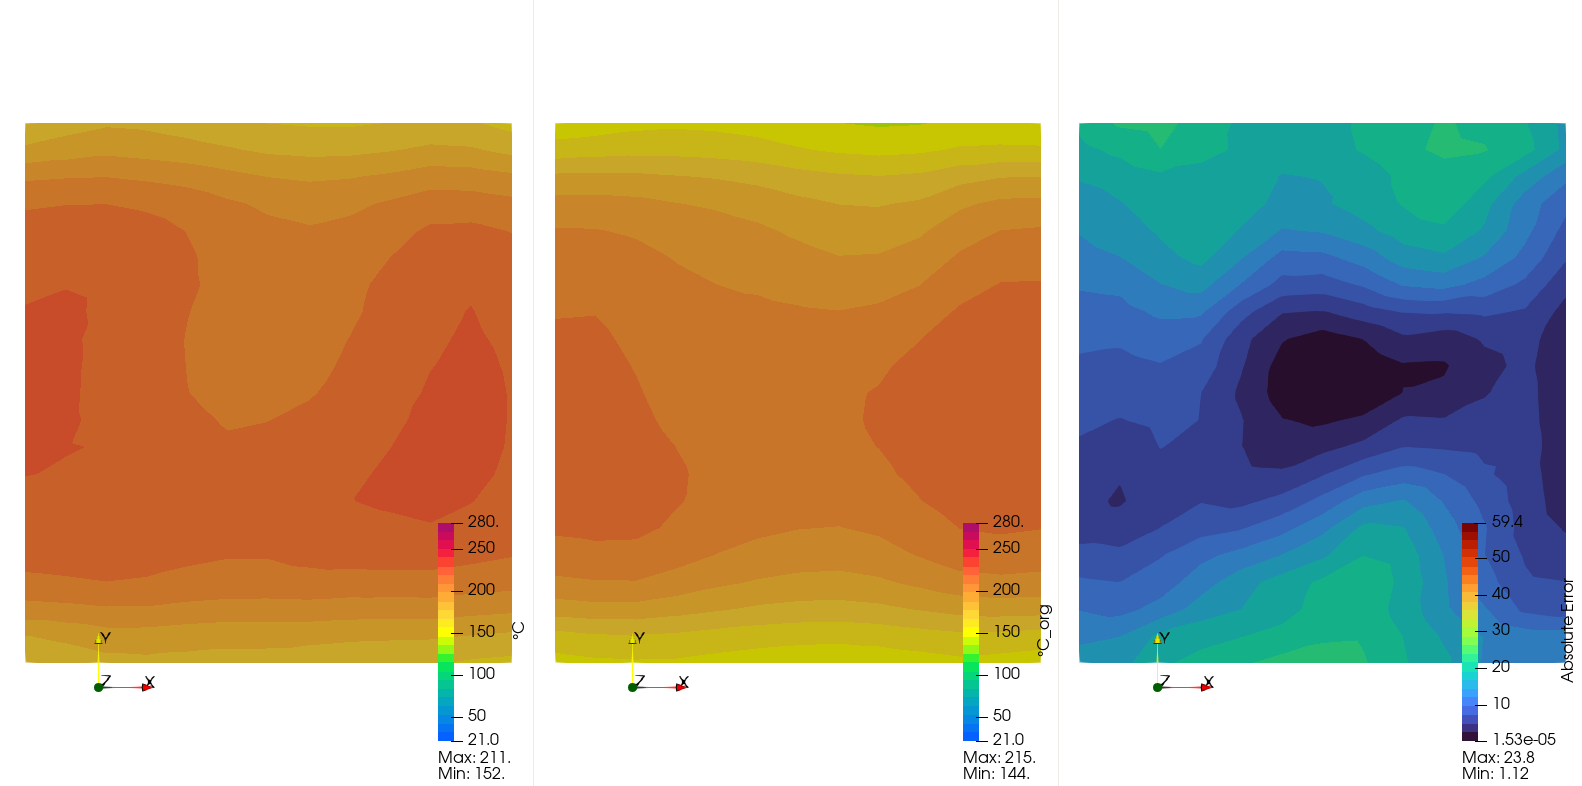 280.
250
200
150
100
50
21.0
°C
Max: 211.
Min: 152.
Y
Z
X
280.
250
200
150
100
50
21.0
°C_org
Max: 215.
Min: 144.
Y
Z
X
59.4
50
40
30
20
10
1.53e-05
Absolute Error
Max: 23.8
Min: 1.12
Y
Z
X